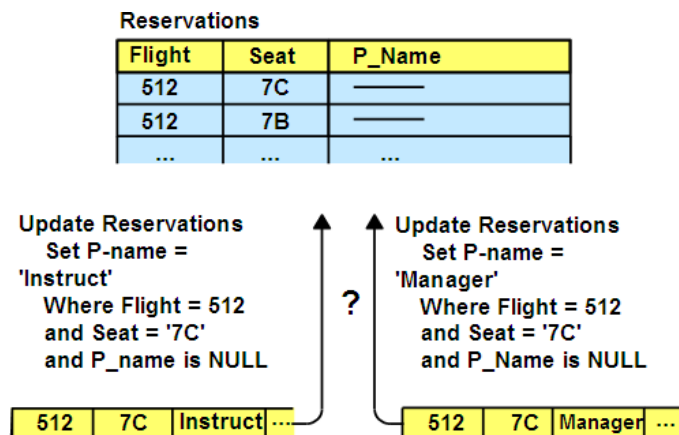 Reservations
Flight Seat P_Name
512 7C
512 7B
... ... ...
Update Reservations
Set P-name =
'Instruct'
Where Flight = 512
and Seat = '7C'
and P_name is NULL
?
Update Reservations
Set P-name =
'Manager'
Where Flight = 512
and Seat = '7C'
and P_Name is NULL
512 7C Instruct ...
512 7C Manager ...